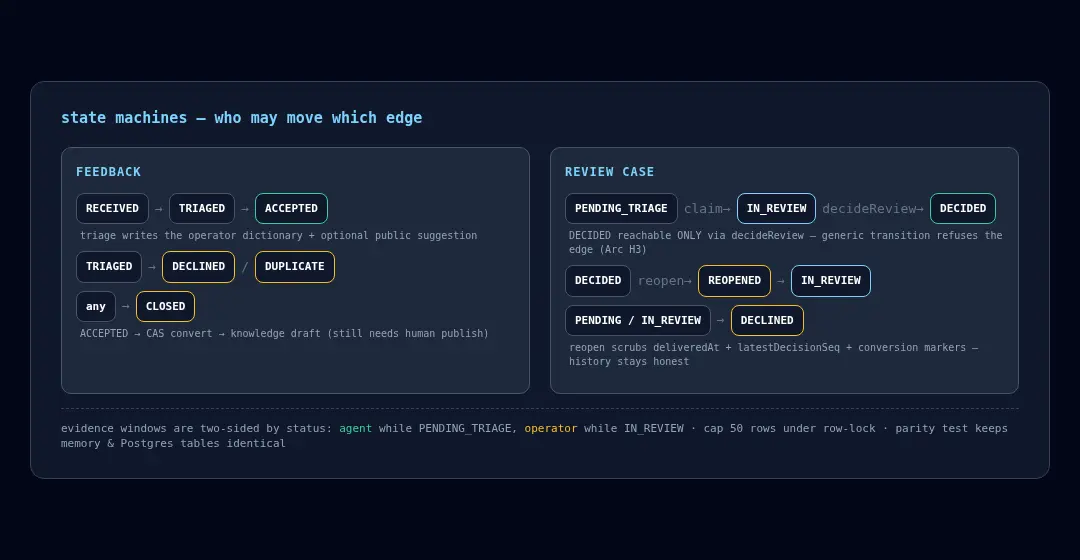 state machines — who may move which edge
FEEDBACK
RECEIVED → TRIAGED → ACCEPTED
triage writes the operator dictionary + optional public suggestion
TRIAGED → DECLINED / DUPLICATE
any → CLOSED
ACCEPTED → CAS convert → knowledge draft (still needs human publish)
REVIEW CASE
PENDING_TRIAGE claim→ IN_REVIEW decideReview→ DECIDED
DECIDED reachable ONLY via decideReview — generic transition refuses the
edge (Arc H3)
DECIDED reopen→ REOPENED → IN_REVIEW
PENDING / IN_REVIEW → DECLINED
reopen scrubs deliveredAt + latestDecisionSeq + conversion markers —
history stays honest
evidence windows are two-sided by status: agent while PENDING_TRIAGE, operator while IN_REVIEW · cap 50 rows under row-lock · parity test keeps
memory & Postgres tables identical